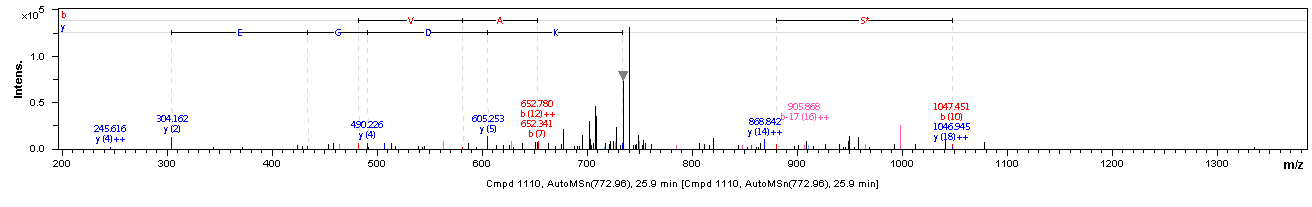 ×10⁵
b
y
V A S*
E G D K
Intens.
1.0
0.5
0.0
245.616
y (4)++
304.162
y (2)
490.226
y (4)
605.253
y (5)
652.780
b (12)++
652.341
b (7)
868.842
y (14)++
905.868
b-17 (16)++
1047.451
b (10)
1046.945
y (18)++
200 300 400 500 600 700 800 900 1000 1100 1200 1300 m/z
Cmpd 1110, AutoMSn(772.96), 25.9 min [Cmpd 1110, AutoMSn(772.96), 25.9 min]